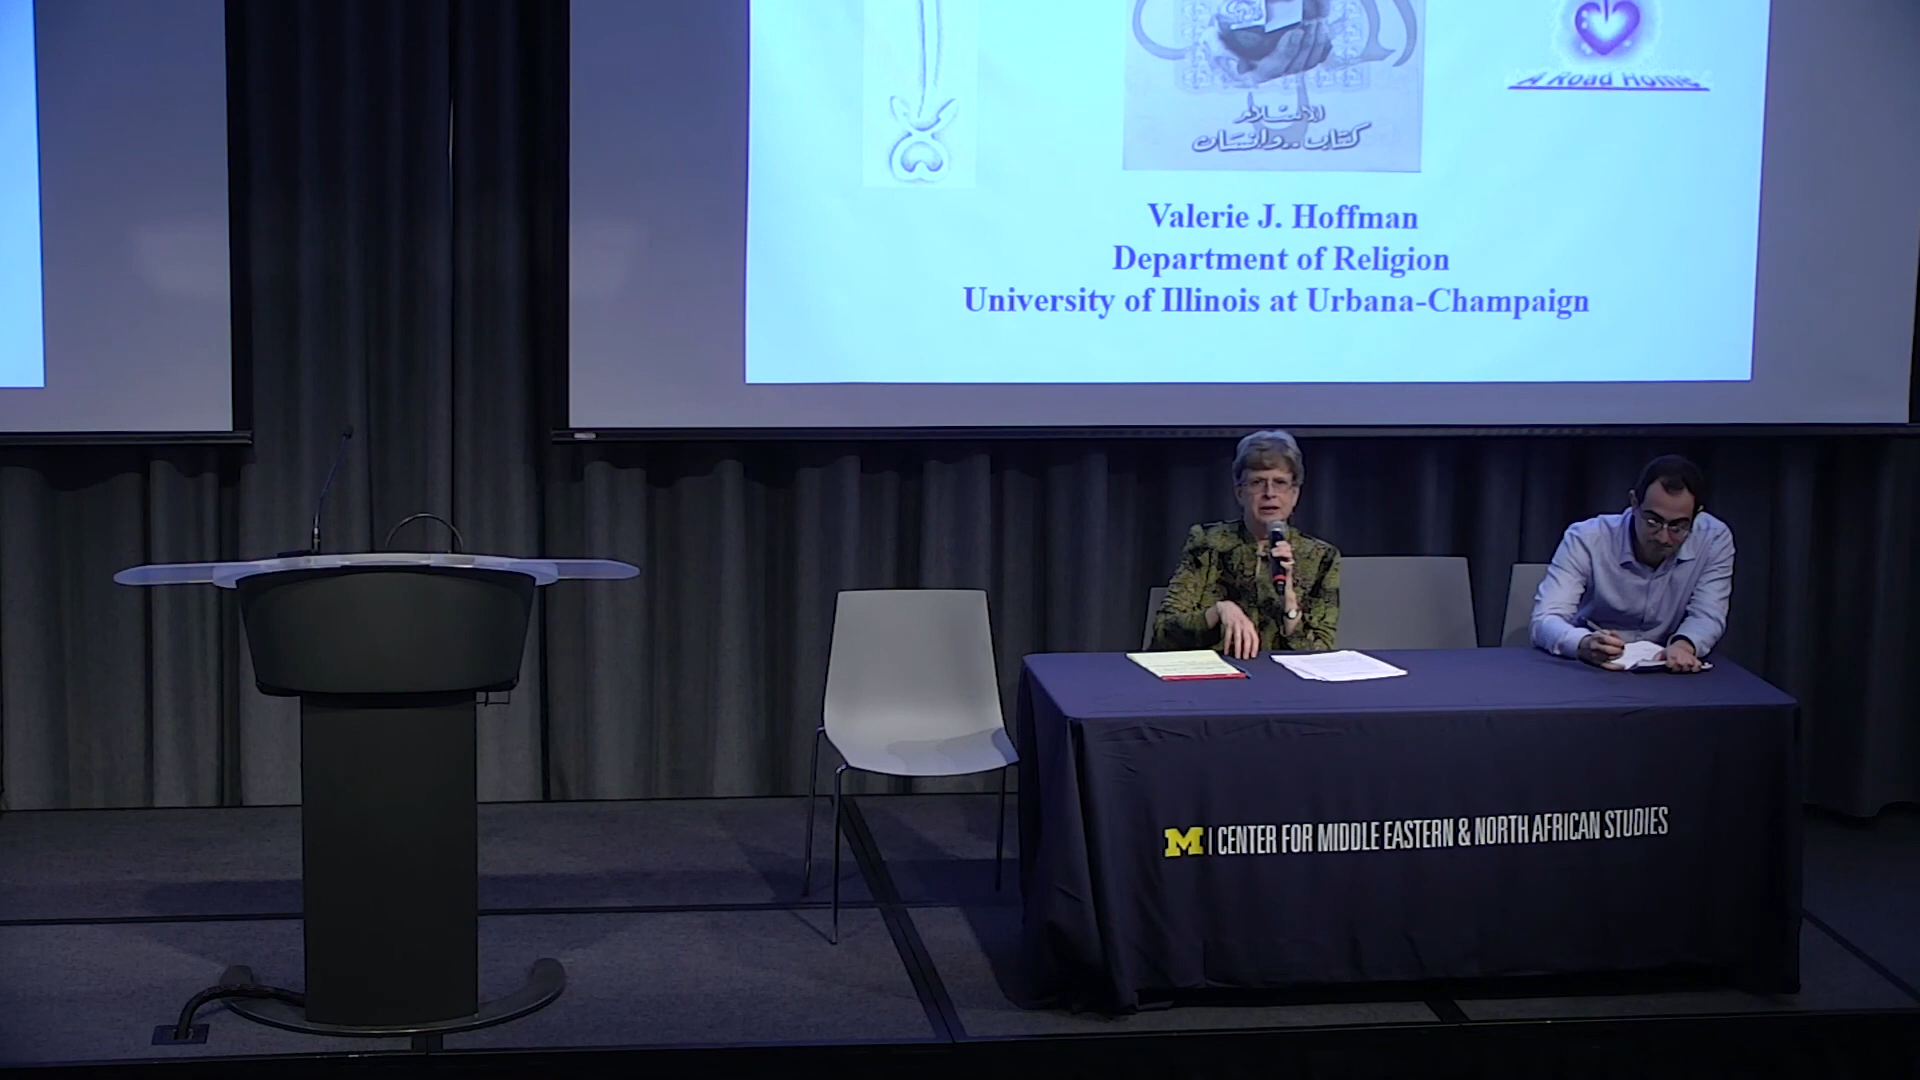 A Road Home
الإسلام
كتاب..وإنسان
Valerie J. Hoffman
Department of Religion
University of Illinois at Urbana-Champaign
M | CENTER FOR MIDDLE EASTERN & NORTH AFRICAN STUDIES